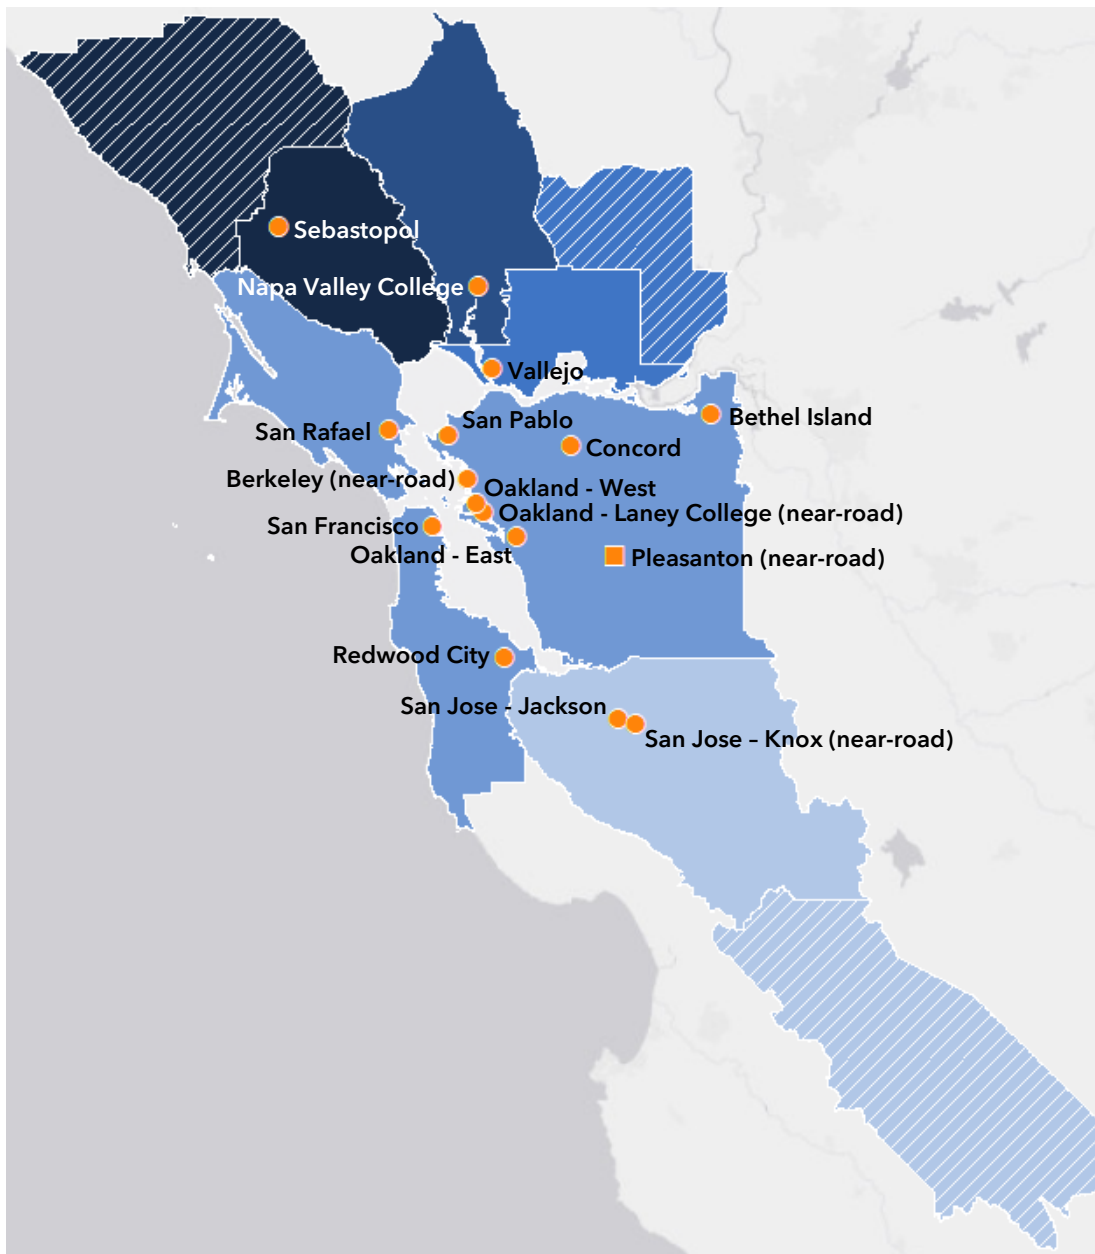 Sebastopol
Napa Valley College
Vallejo
Bethel Island
San Pablo
San Rafael
Concord
Berkeley (near-road)
Oakland - West
Oakland - Laney College (near-road)
San Francisco
Oakland - East
Pleasanton (near-road)
Redwood City
San Jose - Jackson
San Jose – Knox (near-road)